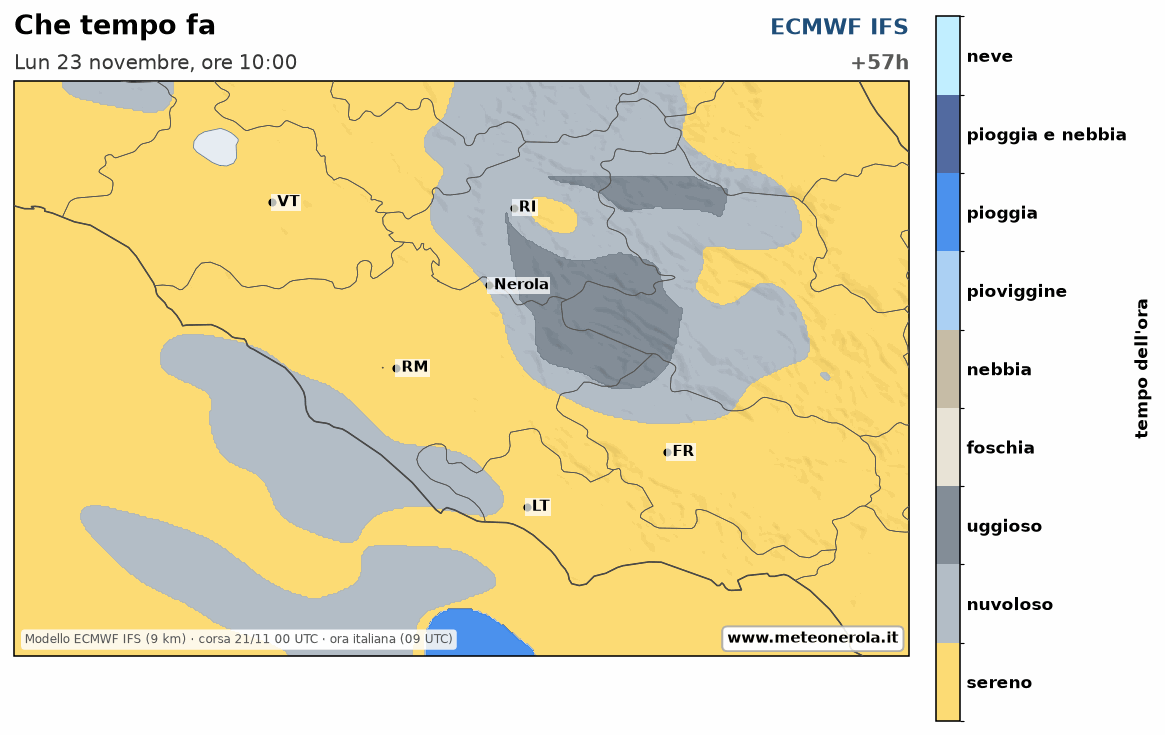 Che tempo fa
ECMWF IFS
Lun 23 novembre, ore 10:00
+57h
VT
RI
Nerola
RM
FR
LT
Modello ECMWF IFS (9 km) · corsa 21/11 00 UTC · ora italiana (09 UTC)
www.meteonerola.it
neve
pioggia e nebbia
pioggia
pioviggine
nebbia
foschia
uggioso
nuvoloso
sereno
tempo dell'ora